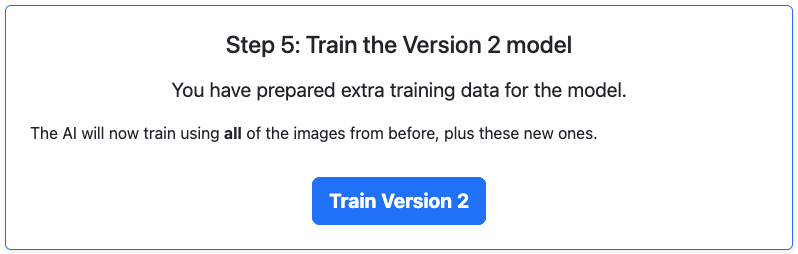 Step 5: Train the Version 2 model
You have prepared extra training data for the model.
The AI will now train using all of the images from before, plus these new ones.
Train Version 2